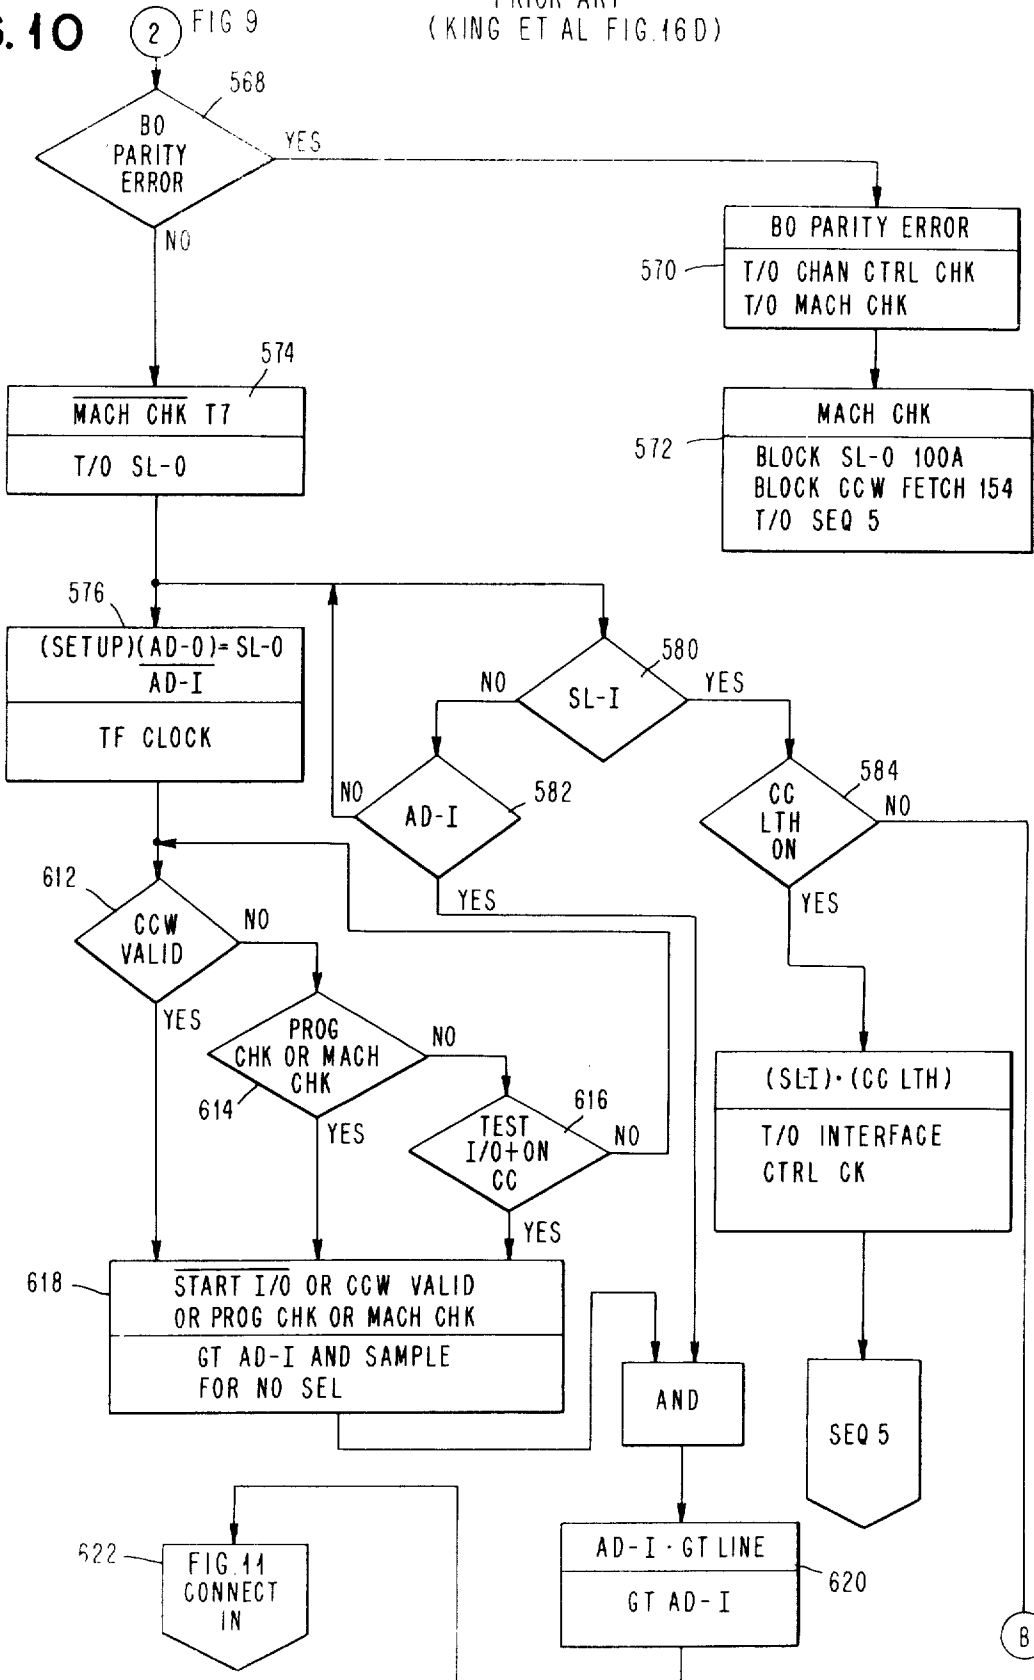 PRIOR ART
(KING ET AL FIG.16D)
G. 10
2
FIG 9
568
BO
PARITY
ERROR
YES
NO
BO PARITY ERROR
570
T/O CHAN CTRL CHK
T/O MACH CHK
574
MACH CHK T7
T/O SL-O
MACH CHK
572
BLOCK SL-O 100A
BLOCK CCW FETCH 154
T/O SEQ 5
576
(SETUP)(AD-O)=SL-O
AD-I
TF CLOCK
580
SL-I
NO
YES
582
AD-I
NO
YES
584
CC
LTH
ON
NO
YES
612
CCW
VALID
NO
YES
PROG
CHK OR MACH
CHK
614
NO
YES
616
TEST
I/O+ON
CC
NO
YES
(SL-I)·(CC LTH)
T/O INTERFACE
CTRL CK
618
START I/O OR CCW VALID
OR PROG CHK OR MACH CHK
GT AD-I AND SAMPLE
FOR NO SEL
AND
SEQ 5
622
FIG.11
CONNECT
IN
AD-I · GT LINE
620
GT AD-I
B